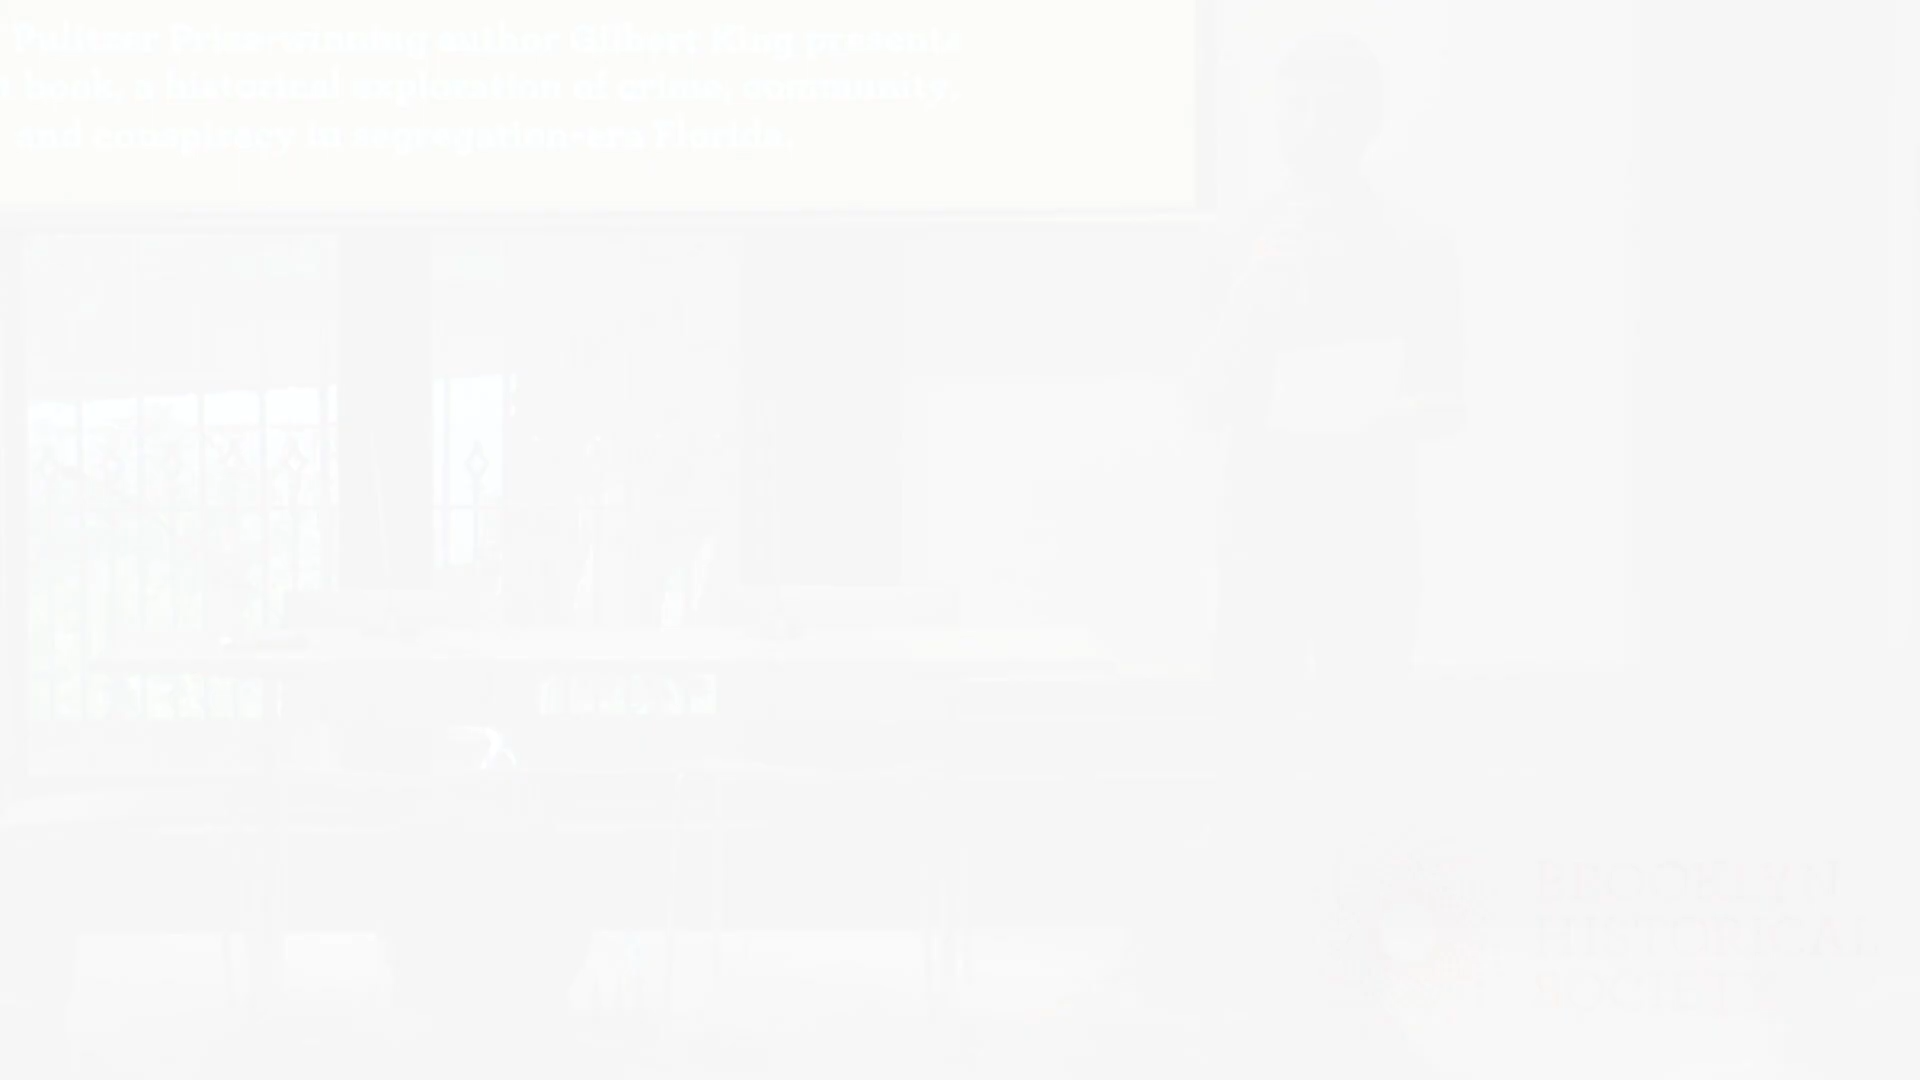 Pulitzer Prize-winning author Gilbert King presents
book, a historical exploration of crime, community,
and conspiracy in segregation-era Florida.
BROOKLYN
HISTORICAL
SOCIETY